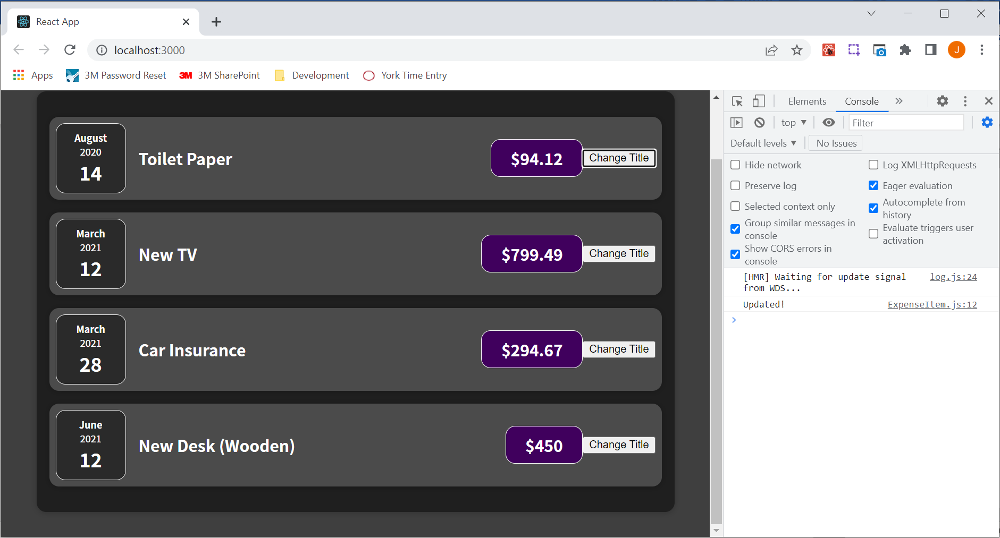 React App
localhost:3000
J
Apps
3M Password Reset
3M
3M SharePoint
Development
York Time Entry
August
2020
14
Toilet Paper
$94.12
Change Title
March
2021
12
New TV
$799.49
Change Title
March
2021
28
Car Insurance
$294.67
Change Title
June
2021
12
New Desk (Wooden)
$450
Change Title
Elements
Console
top
Filter
Default levels
No Issues
Hide network
Log XMLHttpRequests
Preserve log
Eager evaluation
Selected context only
Autocomplete from
history
Group similar messages in
console
Evaluate triggers user
activation
Show CORS errors in
console
[HMR] Waiting for update signal log.js:24
from WDS...
Updated! ExpenseItem.js:12